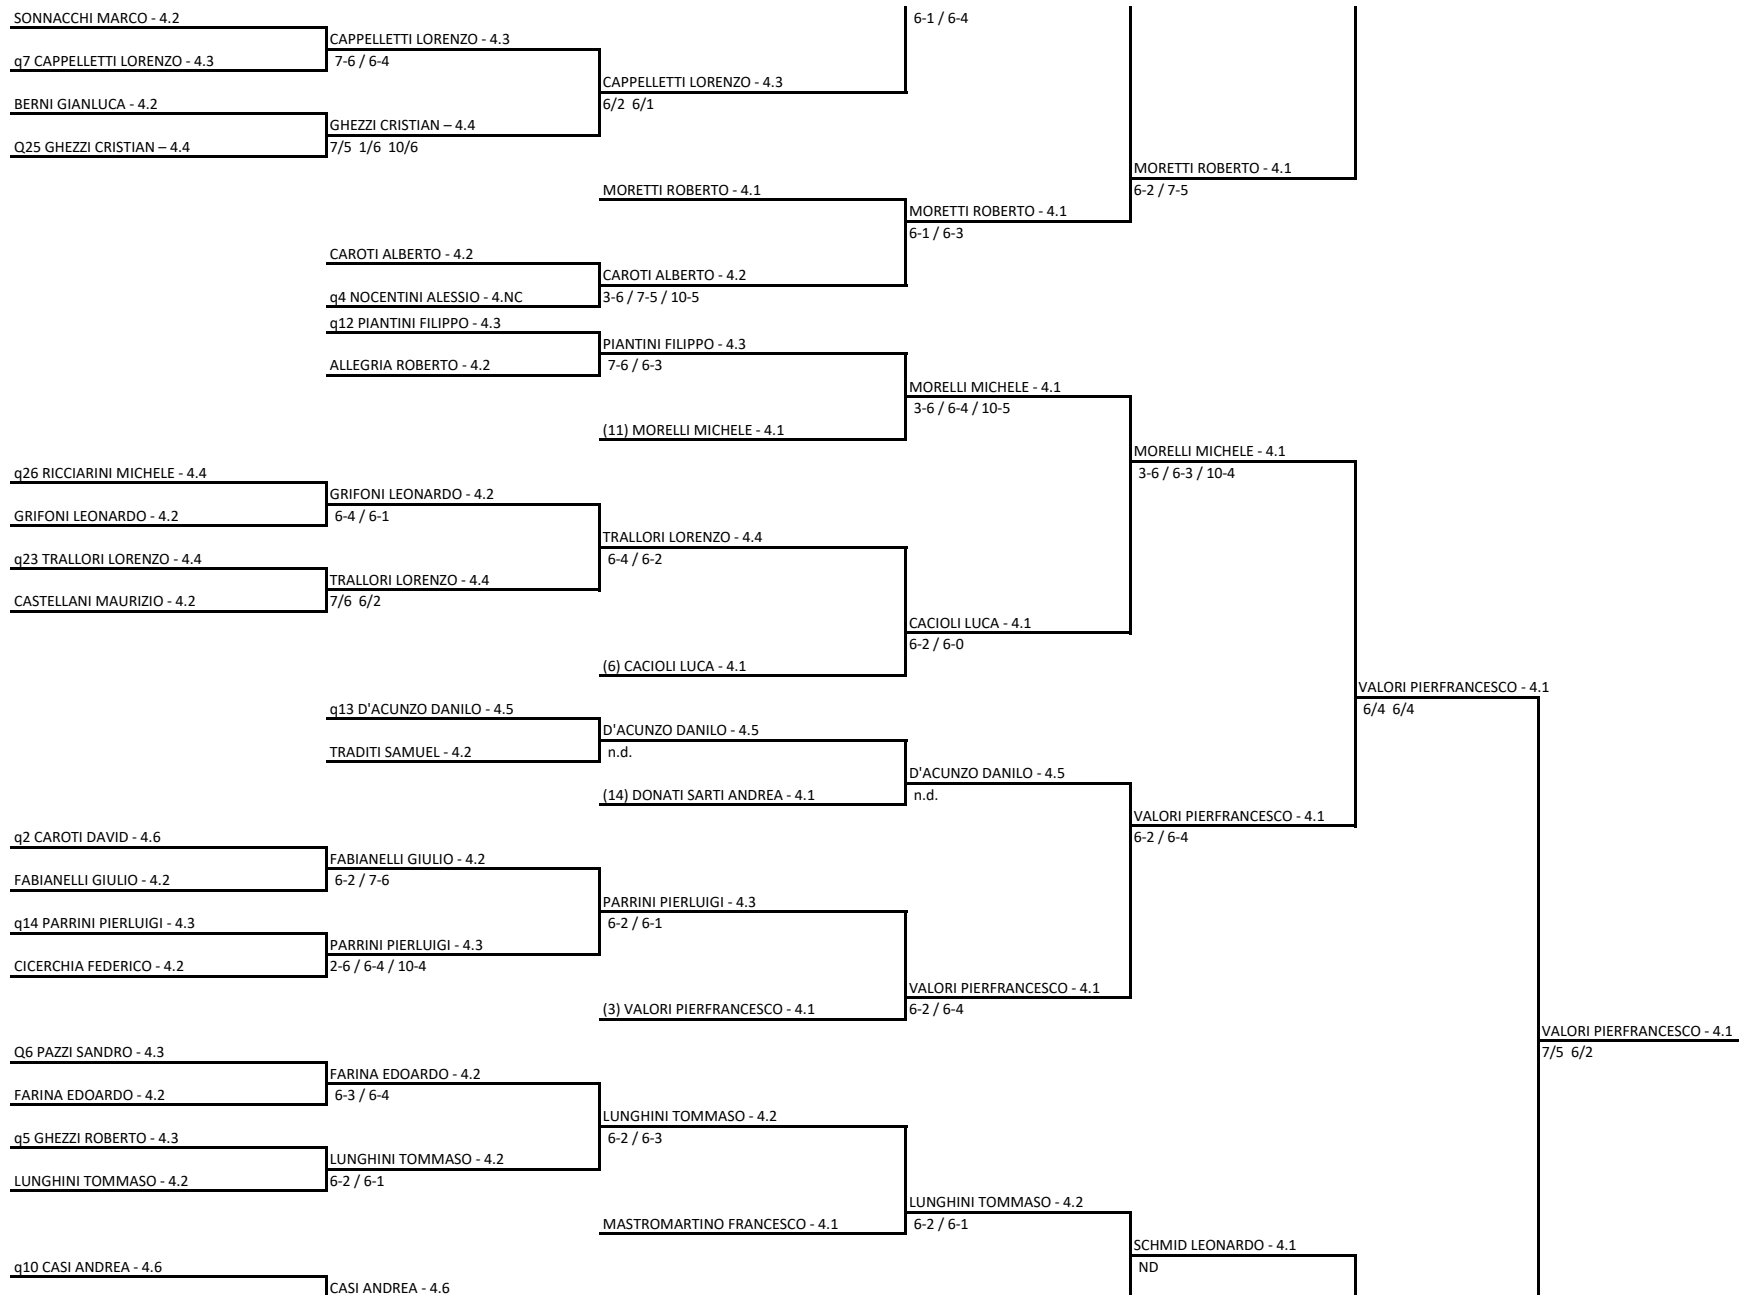 SONNACCHI MARCO - 4.2
6-1 / 6-4
CAPPELLETTI LORENZO - 4.3
q7 CAPPELLETTI LORENZO - 4.3
7-6 / 6-4
CAPPELLETTI LORENZO - 4.3
BERNI GIANLUCA - 4.2
6/2 6/1
GHEZZI CRISTIAN – 4.4
Q25 GHEZZI CRISTIAN – 4.4
7/5 1/6 10/6
MORETTI ROBERTO - 4.1
MORETTI ROBERTO - 4.1
6-2 / 7-5
MORETTI ROBERTO - 4.1
6-1 / 6-3
CAROTI ALBERTO - 4.2
CAROTI ALBERTO - 4.2
q4 NOCENTINI ALESSIO - 4.NC
3-6 / 7-5 / 10-5
q12 PIANTINI FILIPPO - 4.3
PIANTINI FILIPPO - 4.3
ALLEGRIA ROBERTO - 4.2
7-6 / 6-3
MORELLI MICHELE - 4.1
3-6 / 6-4 / 10-5
(11) MORELLI MICHELE - 4.1
MORELLI MICHELE - 4.1
q26 RICCIARINI MICHELE - 4.4
3-6 / 6-3 / 10-4
GRIFONI LEONARDO - 4.2
GRIFONI LEONARDO - 4.2
6-4 / 6-1
TRALLORI LORENZO - 4.4
q23 TRALLORI LORENZO - 4.4
6-4 / 6-2
TRALLORI LORENZO - 4.4
CASTELLANI MAURIZIO - 4.2
7/6 6/2
CACIOLI LUCA - 4.1
6-2 / 6-0
(6) CACIOLI LUCA - 4.1
VALORI PIERFRANCESCO - 4.1
q13 D'ACUNZO DANILO - 4.5
6/4 6/4
D'ACUNZO DANILO - 4.5
TRADITI SAMUEL - 4.2
n.d.
D'ACUNZO DANILO - 4.5
(14) DONATI SARTI ANDREA - 4.1
n.d.
VALORI PIERFRANCESCO - 4.1
q2 CAROTI DAVID - 4.6
6-2 / 6-4
FABIANELLI GIULIO - 4.2
FABIANELLI GIULIO - 4.2
6-2 / 7-6
PARRINI PIERLUIGI - 4.3
q14 PARRINI PIERLUIGI - 4.3
6-2 / 6-1
PARRINI PIERLUIGI - 4.3
CICERCHIA FEDERICO - 4.2
2-6 / 6-4 / 10-4
VALORI PIERFRANCESCO - 4.1
(3) VALORI PIERFRANCESCO - 4.1
6-2 / 6-4
VALORI PIERFRANCESCO - 4.1
Q6 PAZZI SANDRO - 4.3
7/5 6/2
FARINA EDOARDO - 4.2
FARINA EDOARDO - 4.2
6-3 / 6-4
LUNGHINI TOMMASO - 4.2
q5 GHEZZI ROBERTO - 4.3
6-2 / 6-3
LUNGHINI TOMMASO - 4.2
LUNGHINI TOMMASO - 4.2
6-2 / 6-1
LUNGHINI TOMMASO - 4.2
MASTROMARTINO FRANCESCO - 4.1
6-2 / 6-1
SCHMID LEONARDO - 4.1
q10 CASI ANDREA - 4.6
ND
CASI ANDREA - 4.6